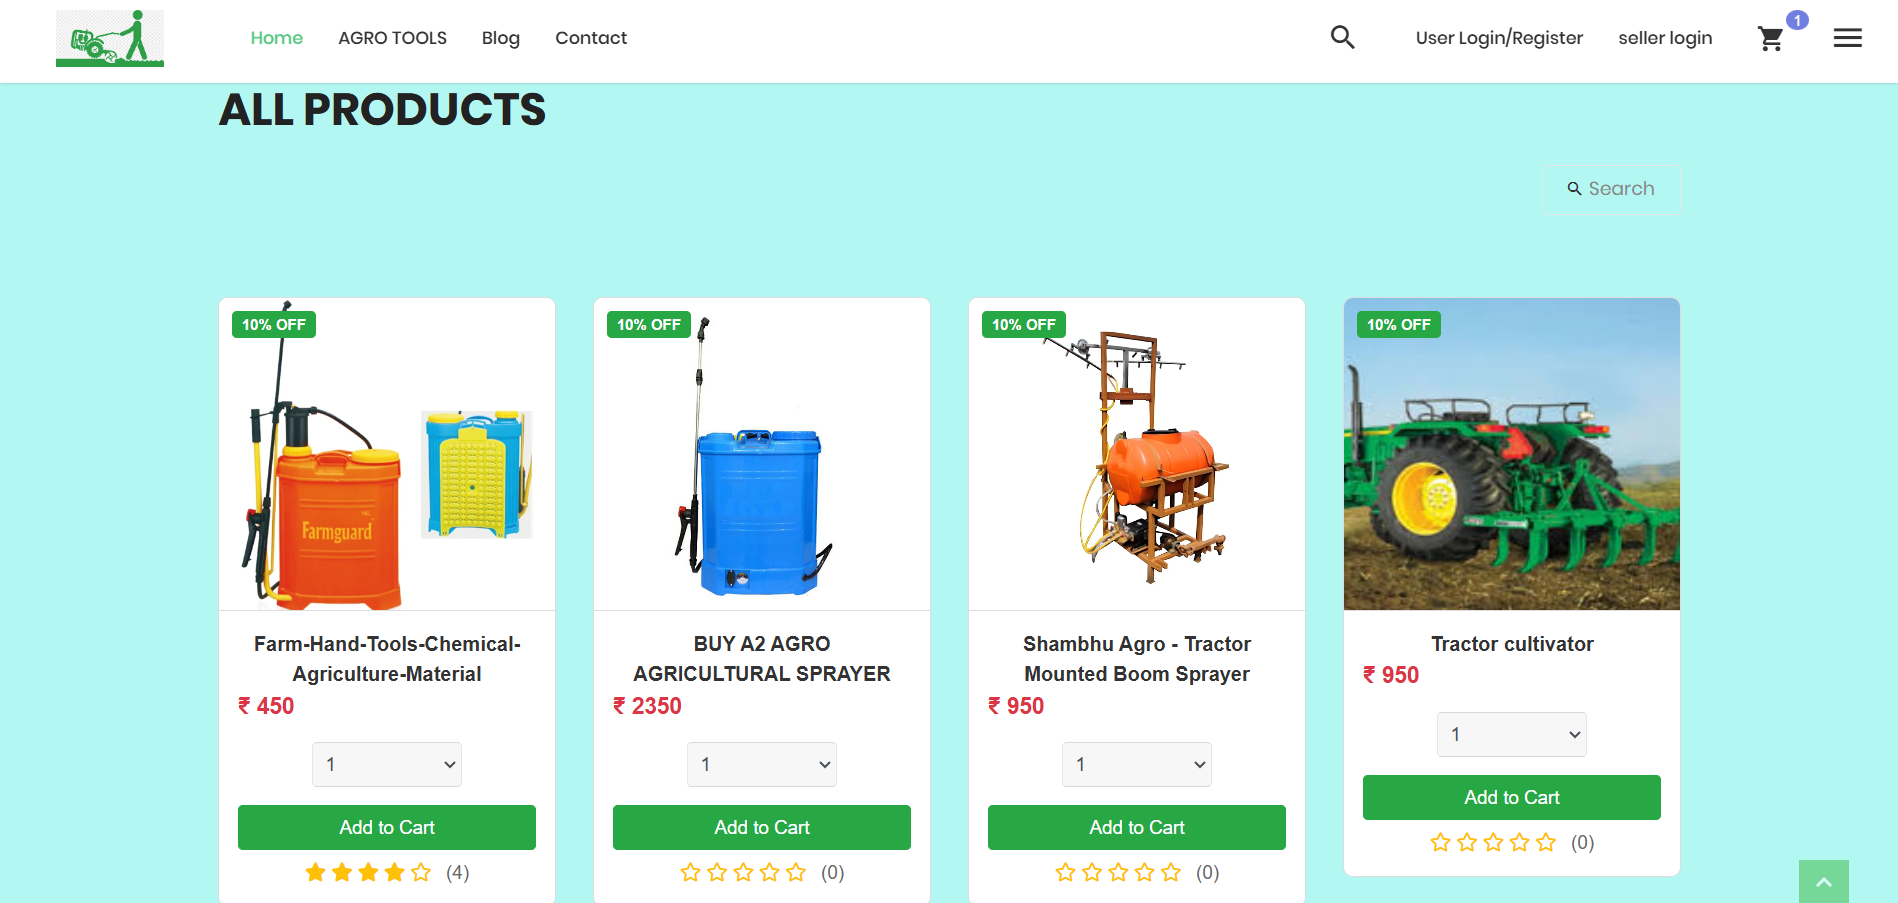 Home AGRO TOOLS Blog Contact User Login/Register seller login 1
ALL PRODUCTS
Search
10% OFF
Farmguard
Farm-Hand-Tools-Chemical-
Agriculture-Material
₹ 450
1
Add to Cart
(4)
10% OFF
BUY A2 AGRO
AGRICULTURAL SPRAYER
₹ 2350
1
Add to Cart
(0)
10% OFF
Shambhu Agro - Tractor
Mounted Boom Sprayer
₹ 950
1
Add to Cart
(0)
10% OFF
Tractor cultivator
₹ 950
1
Add to Cart
(0)